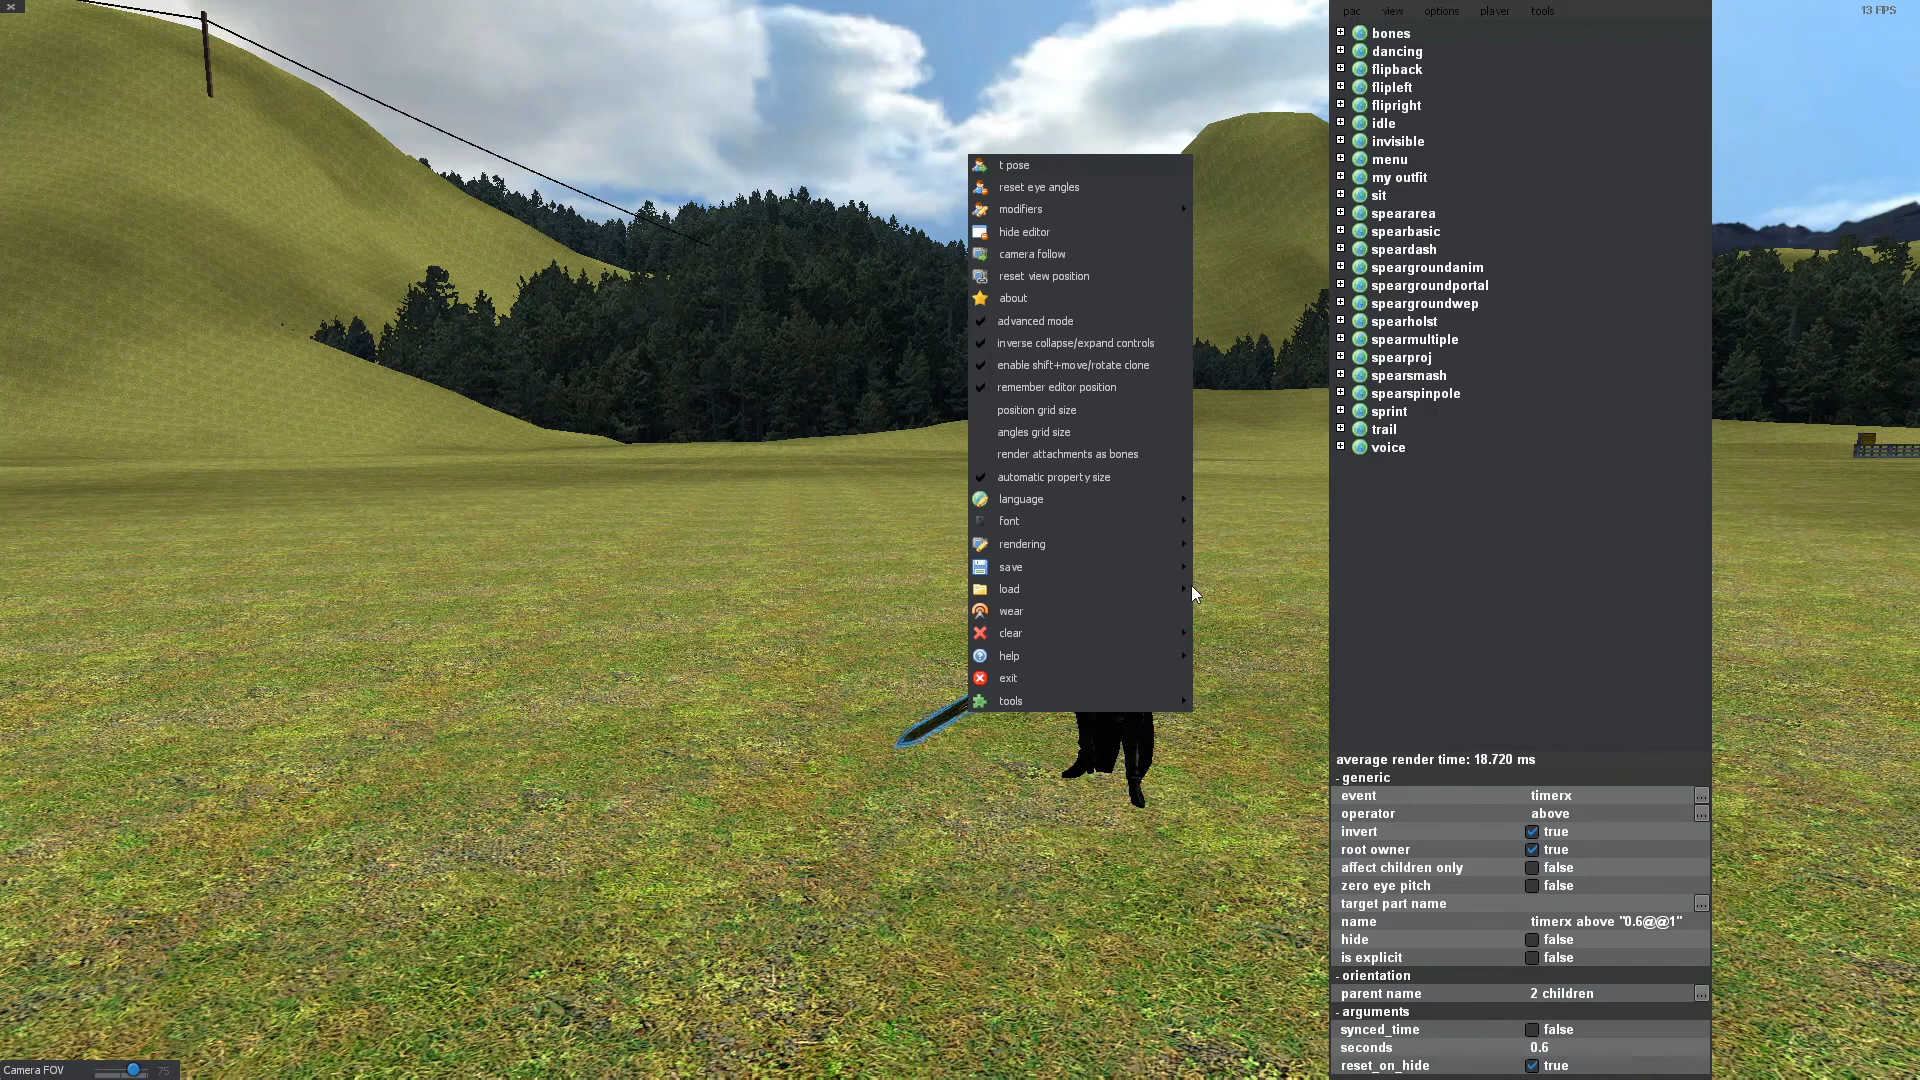 pac view options player tools
13 FPS
bones
dancing
flipback
flipleft
flipright
idle
invisible
menu
my outfit
sit
speararea
spearbasic
speardash
speargroundanim
speargroundportal
speargroundwep
spearholst
spearmultiple
spearproj
spearsmash
spearspinpole
sprint
trail
voice
t pose
reset eye angles
modifiers
hide editor
camera follow
reset view position
about
advanced mode
inverse collapse/expand controls
enable shift+move/rotate clone
remember editor position
position grid size
angles grid size
render attachments as bones
automatic property size
language
font
rendering
save
load
wear
clear
help
exit
tools
average render time: 18.720 ms
- generic
event timerx ...
operator above ...
invert true
root owner true
affect children only false
zero eye pitch false
target part name ...
name timerx above "0.6@@1"
hide false
is explicit false
- orientation
parent name 2 children ...
- arguments
synced_time false
seconds 0.6
reset_on_hide true
Camera FOV 75